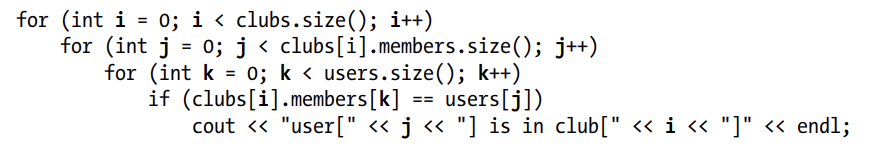 for (int i = 0; i < clubs.size(); i++)
    for (int j = 0; j < clubs[i].members.size(); j++)
        for (int k = 0; k < users.size(); k++)
            if (clubs[i].members[k] == users[j])
                cout << "user[" << j << "] is in club[" << i << "]" << endl;